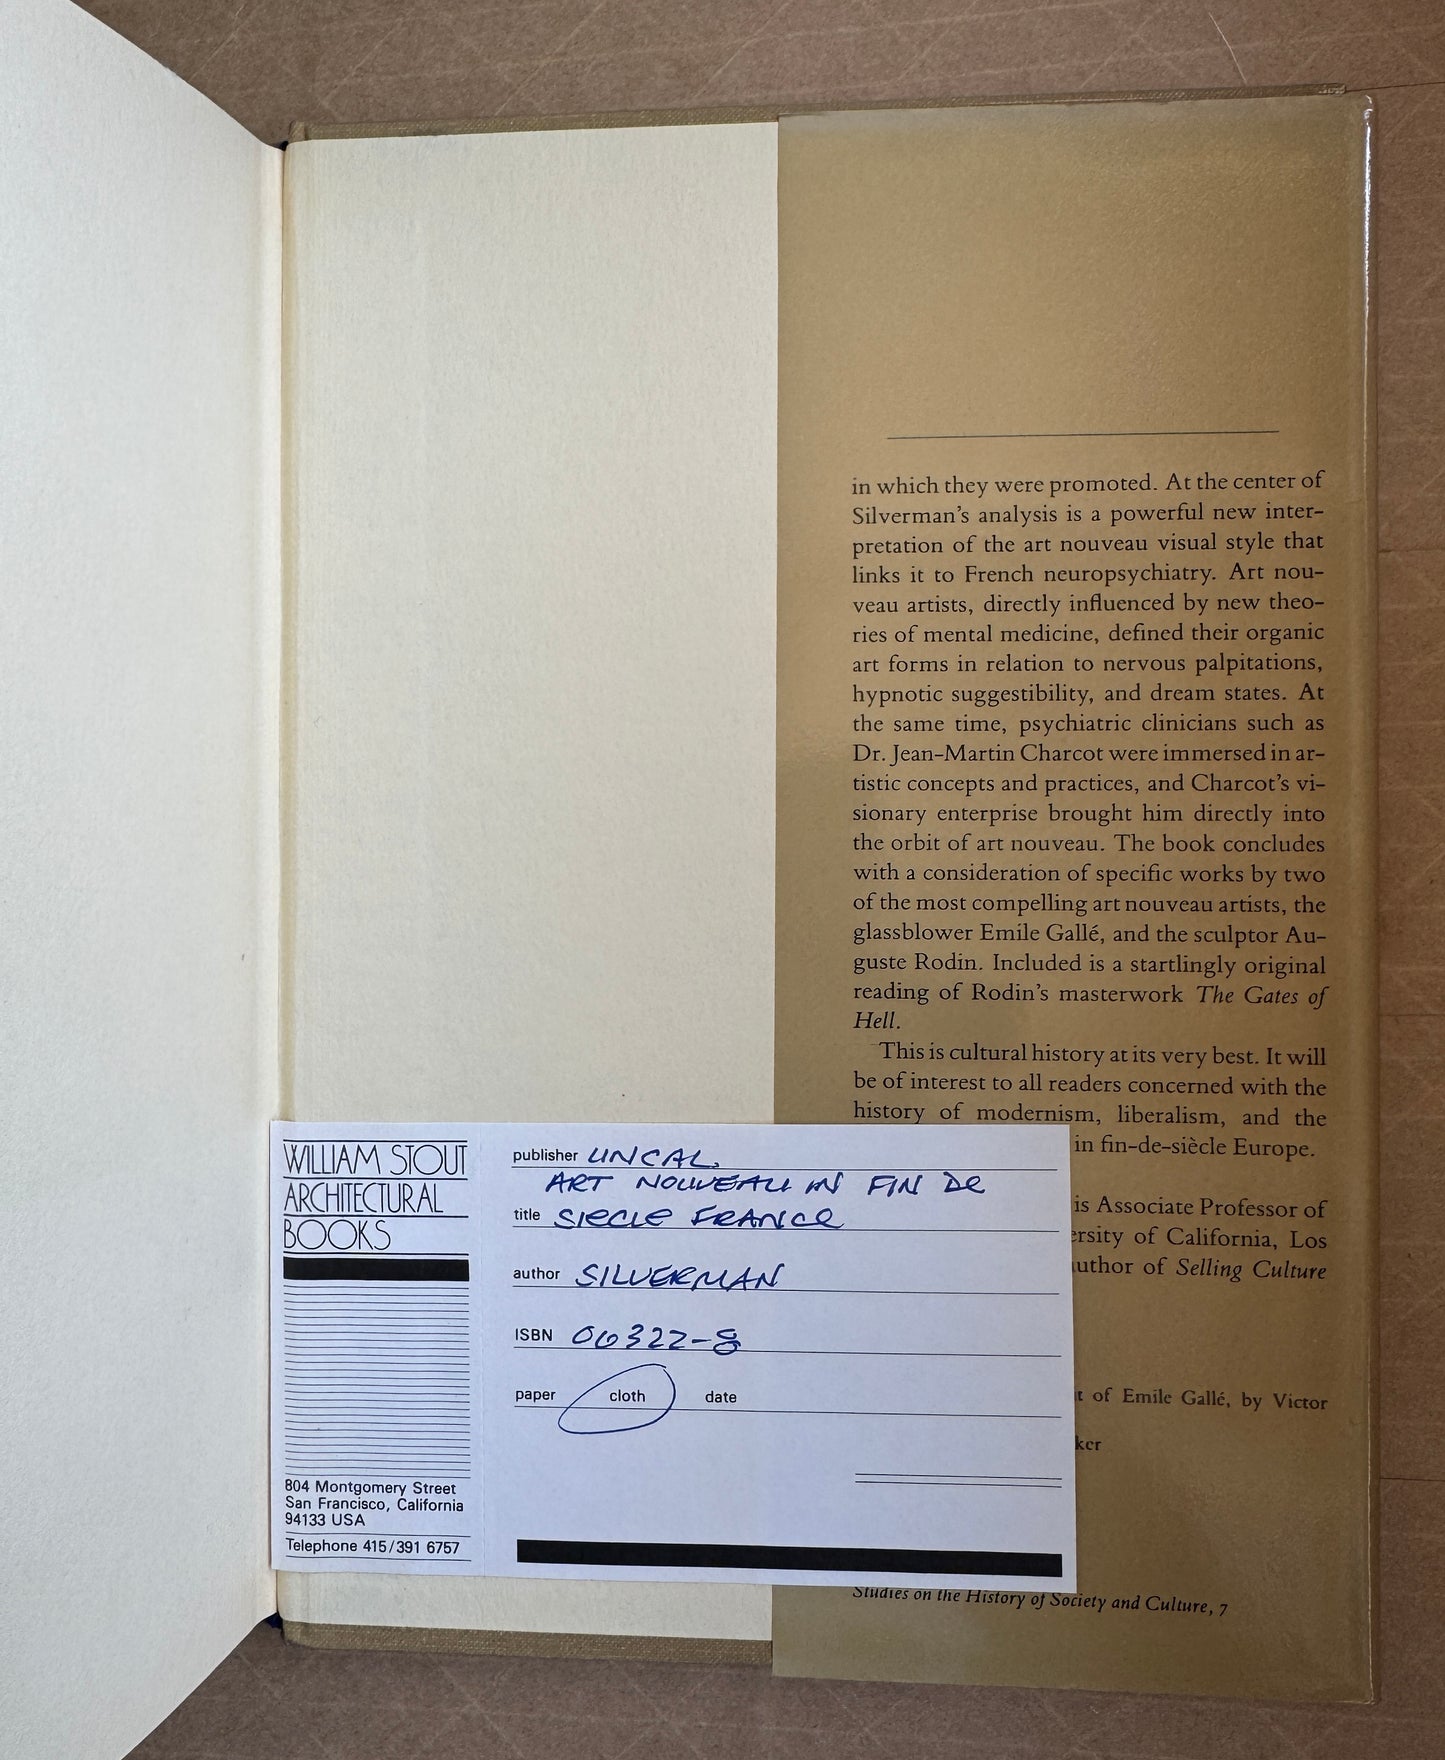 in which they were promoted. At the center of
Silverman's analysis is a powerful new inter-
pretation of the art nouveau visual style that
links it to French neuropsychiatry. Art nou-
veau artists, directly influenced by new theo-
ries of mental medicine, defined their organic
art forms in relation to nervous palpitations,
hypnotic suggestibility, and dream states. At
the same time, psychiatric clinicians such as
Dr. Jean-Martin Charcot were immersed in ar-
tistic concepts and practices, and Charcot's vi-
sionary enterprise brought him directly into
the orbit of art nouveau. The book concludes
with a consideration of specific works by two
of the most compelling art nouveau artists, the
glassblower Emile Gallé, and the sculptor Au-
guste Rodin. Included is a startlingly original
reading of Rodin's masterwork The Gates of
Hell.
This is cultural history at its very best. It will
be of interest to all readers concerned with the
history of modernism, liberalism, and the
in fin-de-siècle Europe.
is Associate Professor of
ersity of California, Los
uthor of Selling Culture
of Emile Gallé, by Victor
ker
Studies on the History of Society and Culture, 7
WILLIAM STOUT
ARCHITECTURAL
BOOKS
804 Montgomery Street
San Francisco, California
94133 USA
Telephone 415/391 6757
publisher UNCAL.
ART NOUVEAU IN FIN DE
title SIECLE FRANCE
author SILVERMAN
ISBN 06322-8
paper cloth date